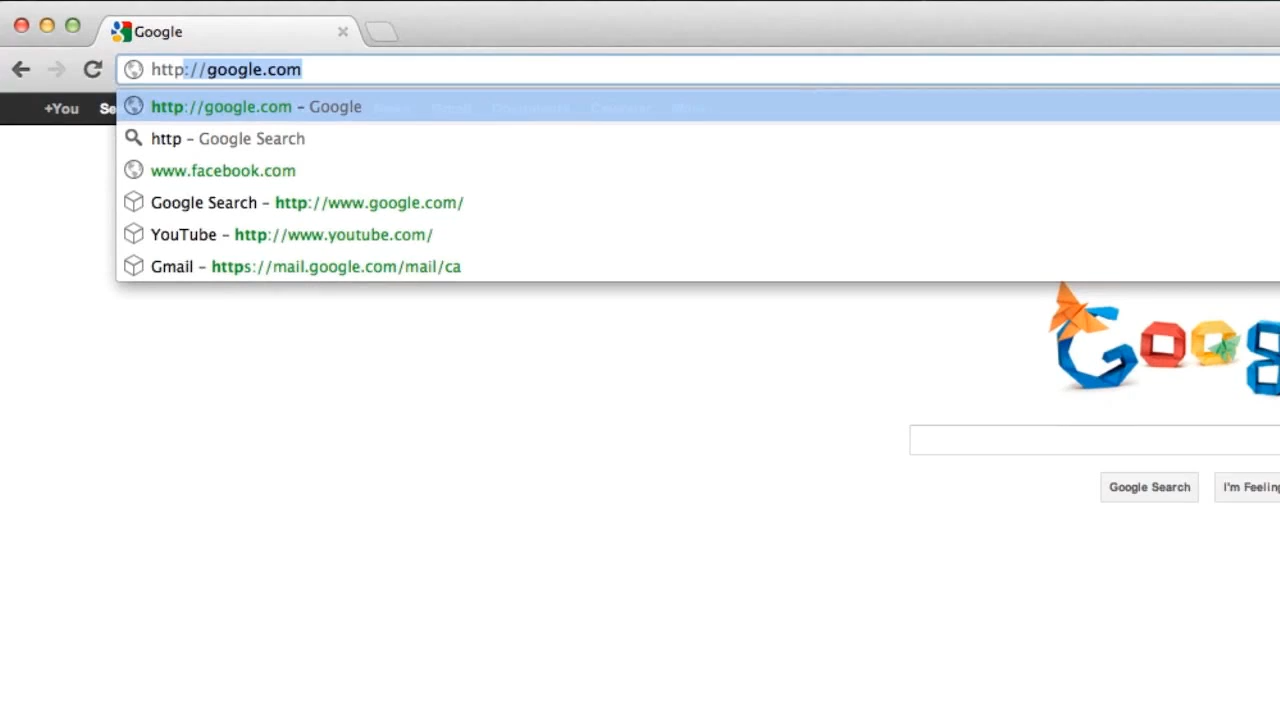 Google
http://google.com
+You
http://google.com – Google
http – Google Search
www.facebook.com
Google Search – http://www.google.com/
YouTube – http://www.youtube.com/
Gmail – https://mail.google.com/mail/ca
Google Search